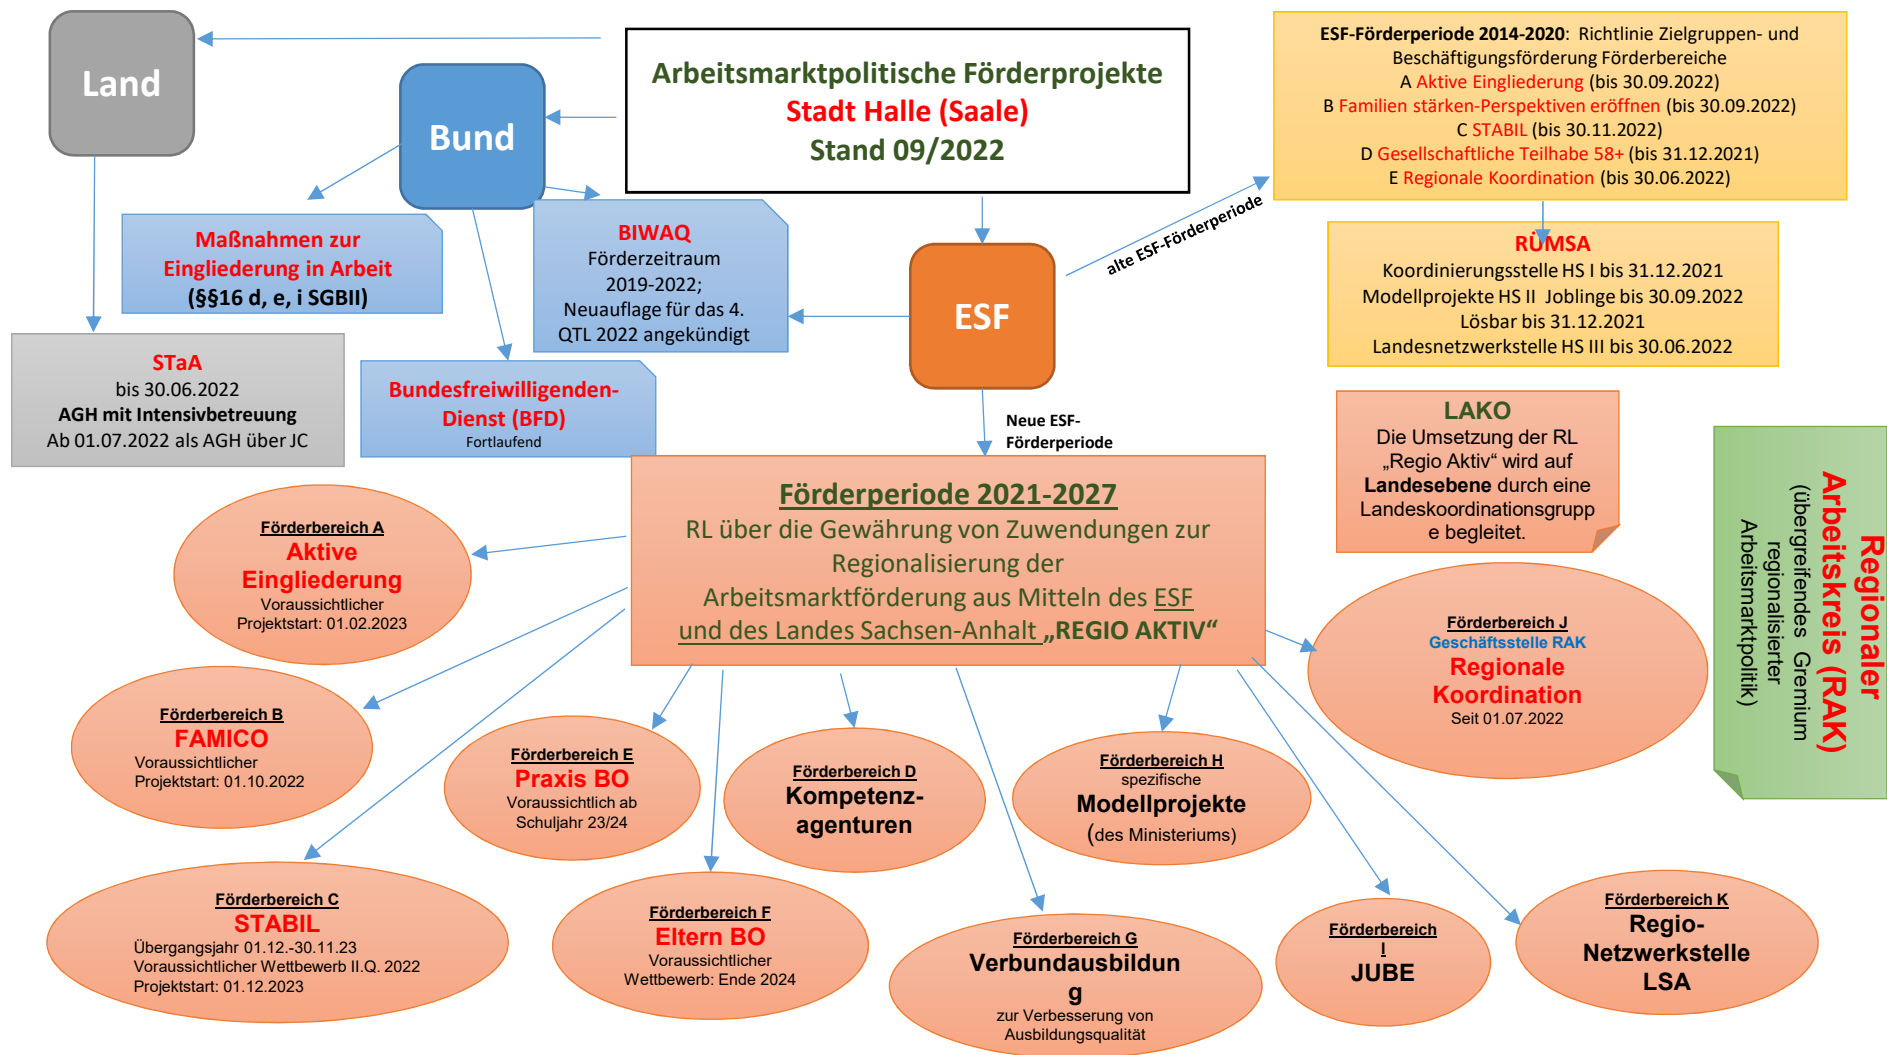 Land
Bund
Arbeitsmarktpolitische Förderprojekte
Stadt Halle (Saale)
Stand 09/2022
ESF-Förderperiode 2014-2020: Richtlinie Zielgruppen- und
Beschäftigungsförderung Förderbereiche
A Aktive Eingliederung (bis 30.09.2022)
B Familien stärken-Perspektiven eröffnen (bis 30.09.2022)
C STABIL (bis 30.11.2022)
D Gesellschaftliche Teilhabe 58+ (bis 31.12.2021)
E Regionale Koordination (bis 30.06.2022)
alte ESF-Förderperiode
Maßnahmen zur
Eingliederung in Arbeit
(§§16 d, e, i SGBII)
BIWAQ
Förderzeitraum
2019-2022;
Neuauflage für das 4.
QTL 2022 angekündigt
ESF
RÜMSA
Koordinierungsstelle HS I bis 31.12.2021
Modellprojekte HS II Joblinge bis 30.09.2022
Lösbar bis 31.12.2021
Landesnetzwerkstelle HS III bis 30.06.2022
STaA
bis 30.06.2022
AGH mit Intensivbetreuung
Ab 01.07.2022 als AGH über JC
Bundesfreiwilligenden-
Dienst (BFD)
Fortlaufend
Neue ESF-
Förderperiode
LAKO
Die Umsetzung der RL
„Regio Aktiv“ wird auf
Landesebene durch eine
Landeskoordinationsgrupp
e begleitet.
Regionaler
Arbeitskreis (RAK)
(übergreifendes Gremium
regionalisierter
Arbeitsmarktpolitik)
Förderperiode 2021-2027
RL über die Gewährung von Zuwendungen zur
Regionalisierung der
Arbeitsmarktförderung aus Mitteln des ESF
und des Landes Sachsen-Anhalt „REGIO AKTIV“
Förderbereich A
Aktive
Eingliederung
Voraussichtlicher
Projektstart: 01.02.2023
Förderbereich J
Geschäftsstelle RAK
Regionale
Koordination
Seit 01.07.2022
Förderbereich B
FAMICO
Voraussichtlicher
Projektstart: 01.10.2022
Förderbereich E
Praxis BO
Voraussichtlich ab
Schuljahr 23/24
Förderbereich D
Kompetenz-
agenturen
Förderbereich H
spezifische
Modellprojekte
(des Ministeriums)
Förderbereich C
STABIL
Übergangsjahr 01.12.-30.11.23
Voraussichtlicher Wettbewerb II.Q. 2022
Projektstart: 01.12.2023
Förderbereich F
Eltern BO
Voraussichtlicher
Wettbewerb: Ende 2024
Förderbereich G
Verbundausbildun
g
zur Verbesserung von
Ausbildungsqualität
Förderbereich
I
JUBE
Förderbereich K
Regio-
Netzwerkstelle
LSA